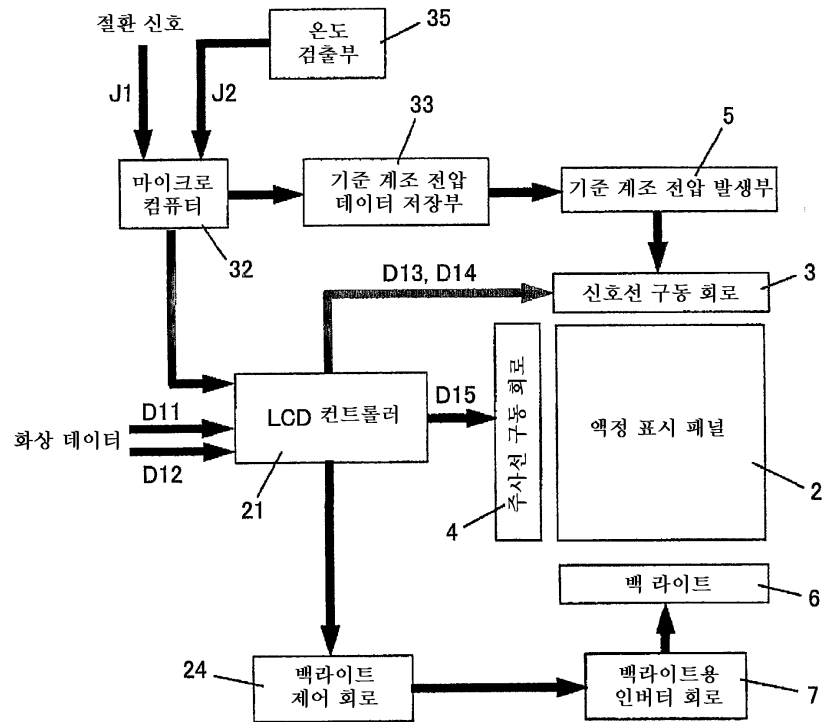 절환 신호
온도
검출부
35
J1
J2
33
5
마이크로
컴퓨터
기준 계조 전압
데이터 저장부
기준 계조 전압 발생부
32
D13, D14
3
신호선 구동 회로
LCD 컨트롤러
D15
주사선 구동 회로
액정 표시 패널
화상 데이터
D11
D12
21
4
2
백 라이트
6
24
백라이트
제어 회로
백라이트용
인버터 회로
7